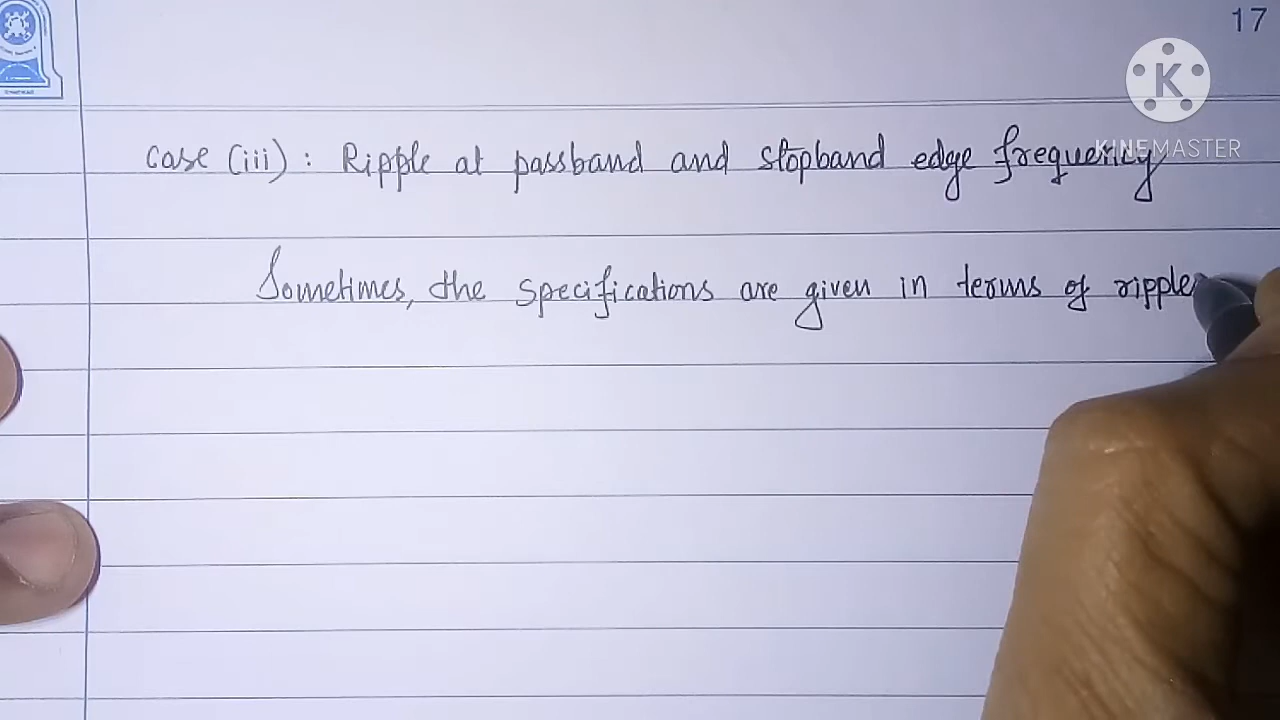 17
K
KINEMASTER
case (iii) : Ripple at passband and stopband edge frequency
Sometimes, the specifications are given in terms of ripple